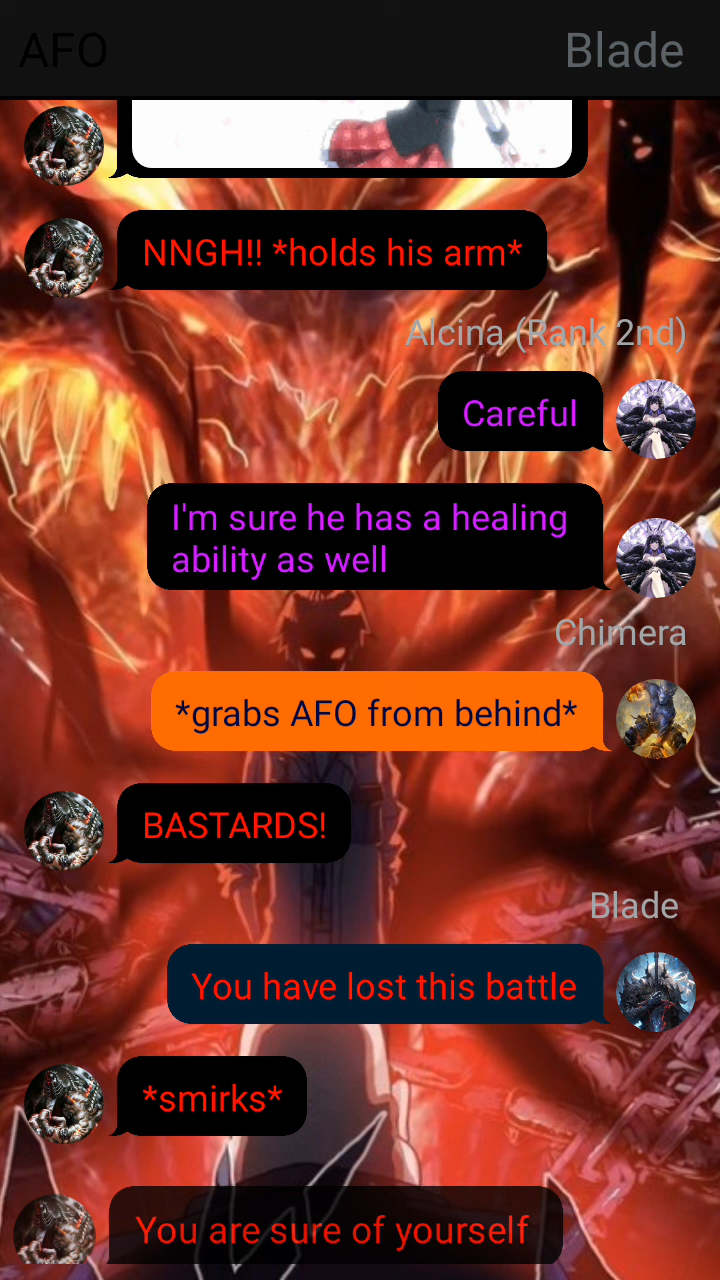 AFO Blade
NNGH!! *holds his arm*
Alcina (Rank 2nd)
Careful
I'm sure he has a healing
ability as well
Chimera
*grabs AFO from behind*
BASTARDS!
Blade
You have lost this battle
*smirks*
You are sure of yourself